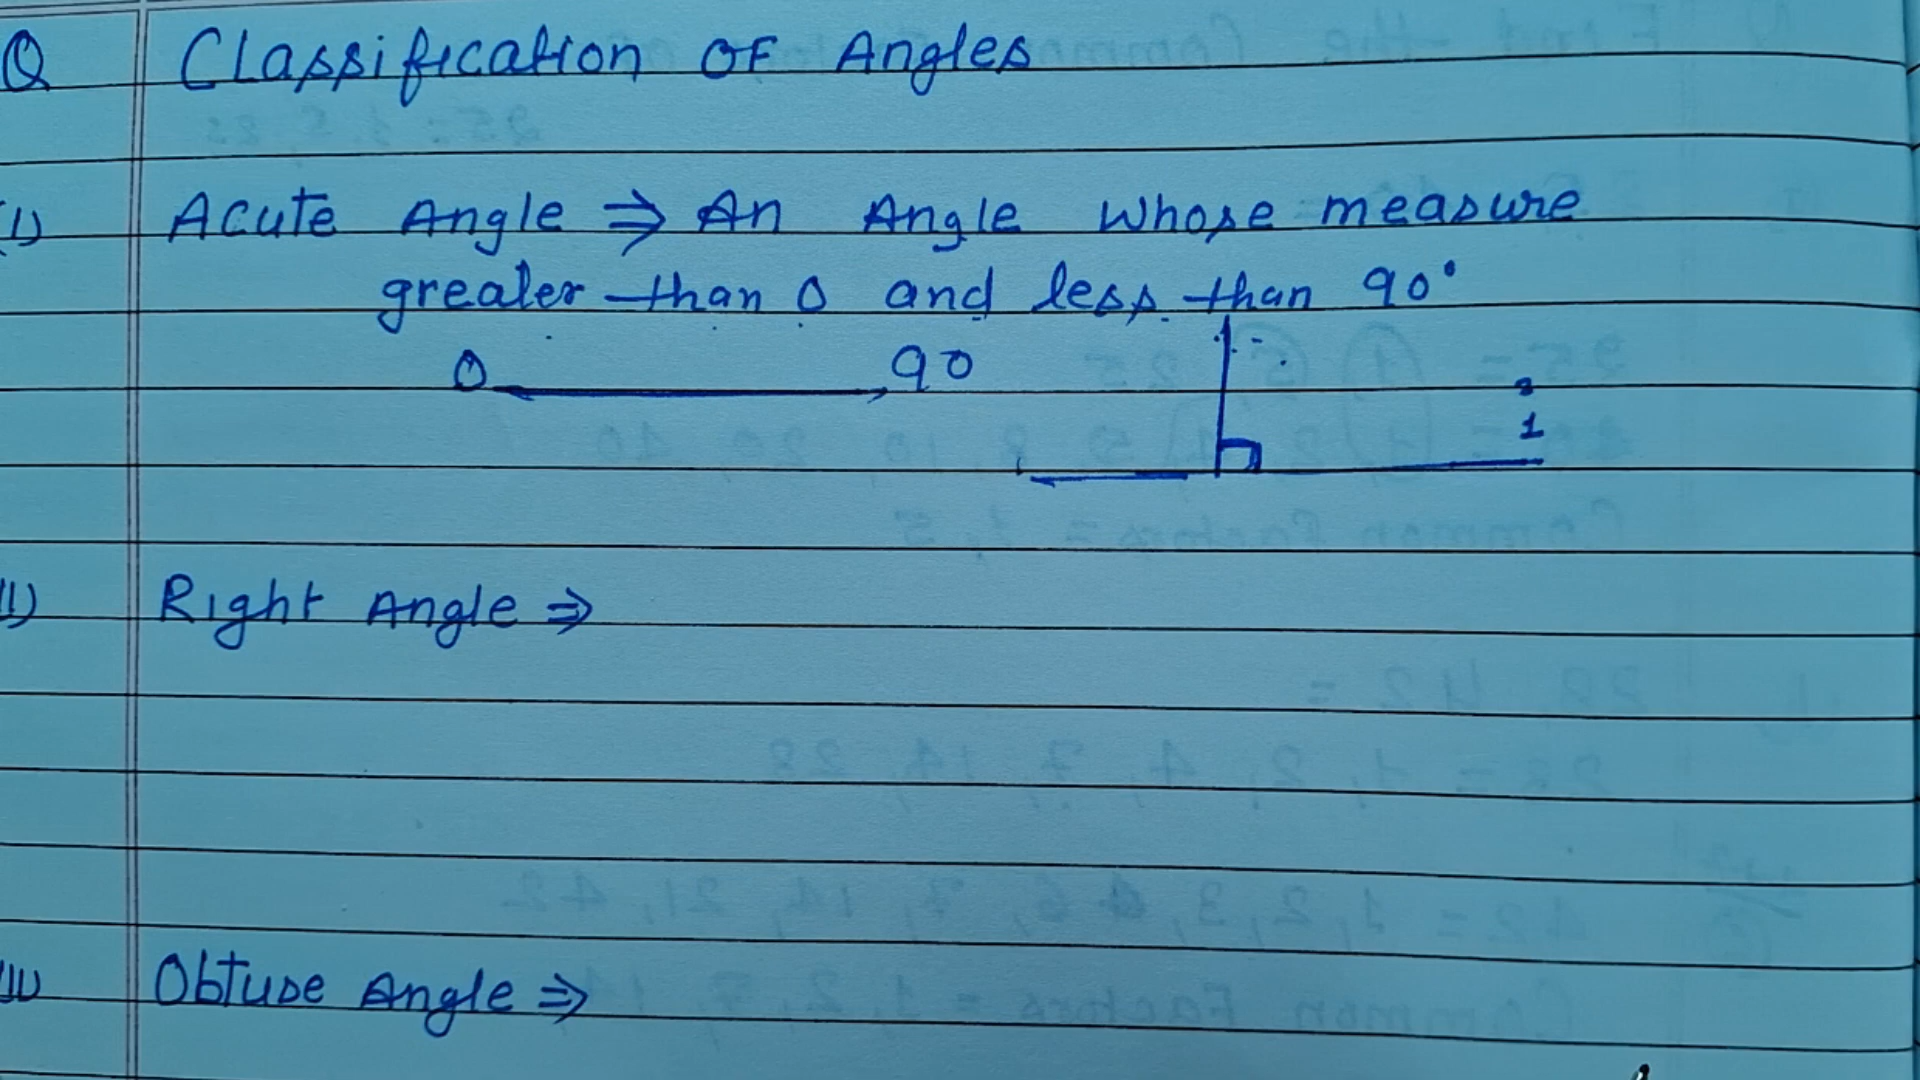 Q Classification OF Angles
(I) Acute Angle ⇒ An Angle whose measure
greater than 0 and less than 90°
0 90
1
II) Right Angle ⇒
III) Obtuse Angle ⇒